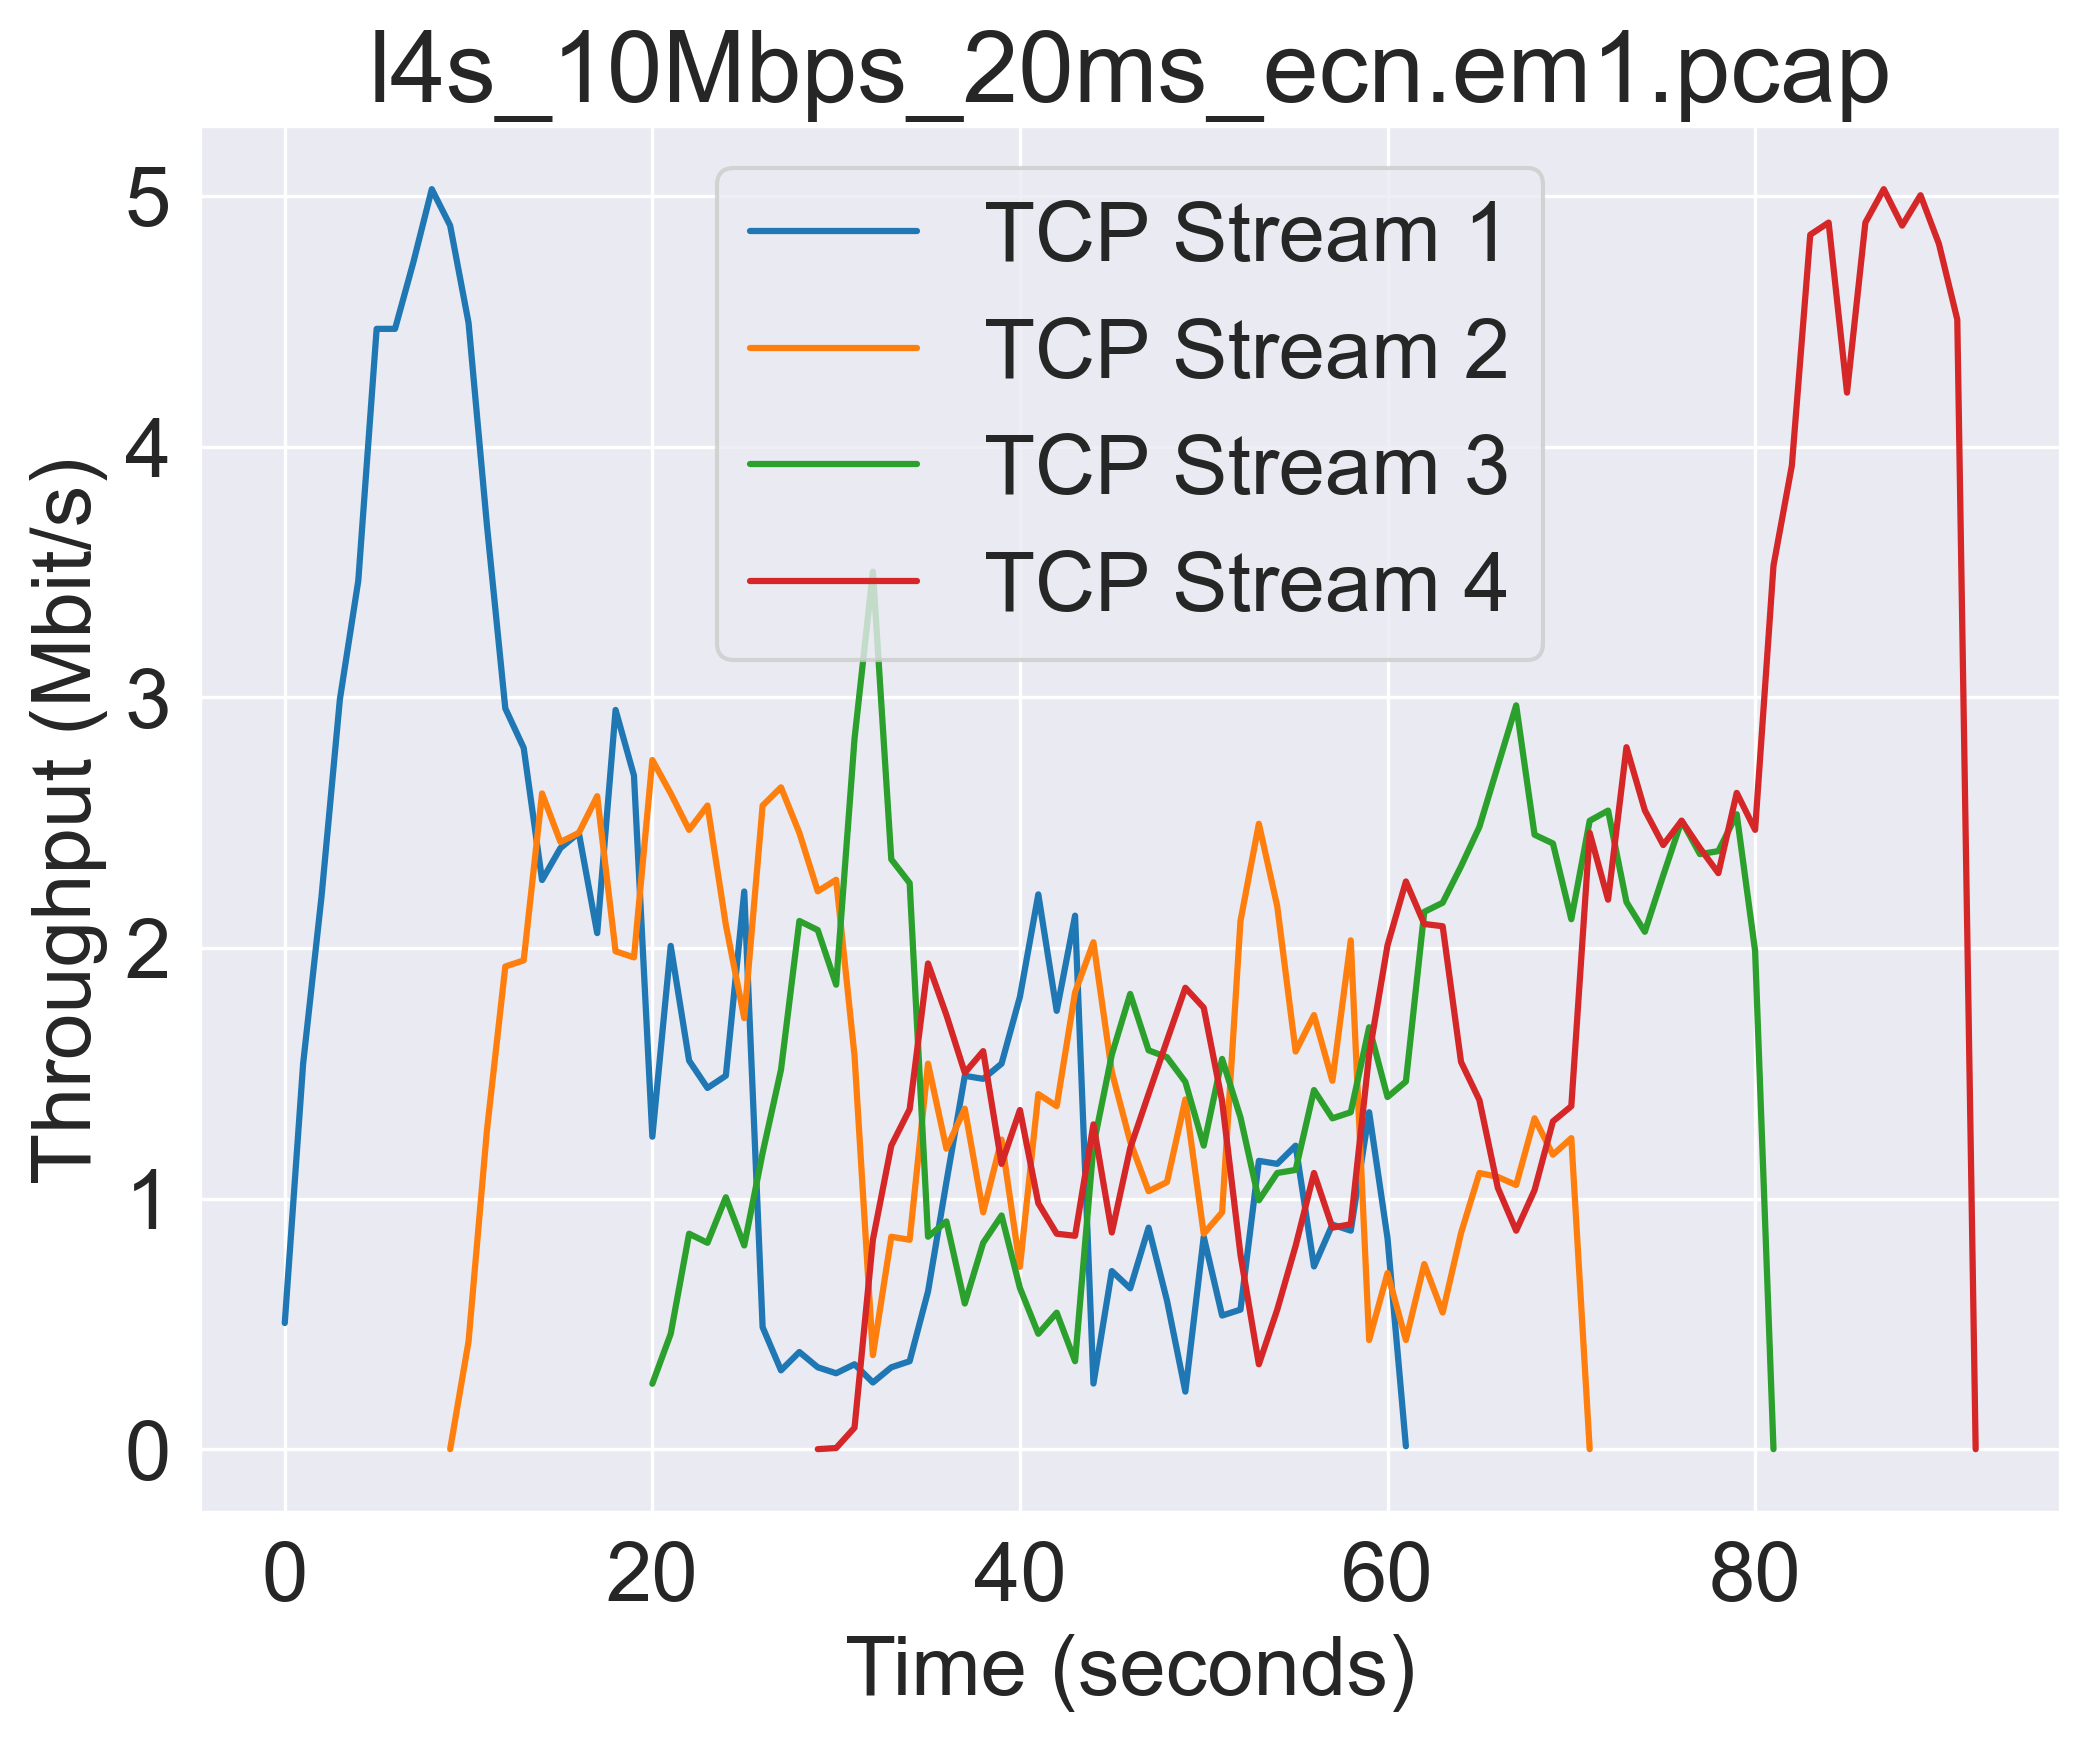 l4s_10Mbps_20ms_ecn.em1.pcap
Throughput (Mbit/s)
5
4
3
2
1
0
TCP Stream 1
TCP Stream 2
TCP Stream 3
TCP Stream 4
0 20 40 60 80
Time (seconds)